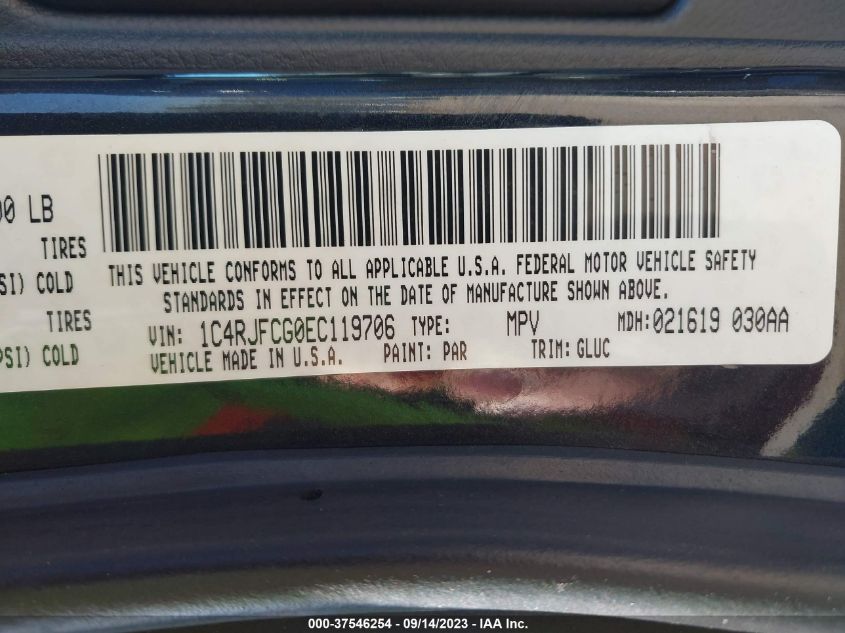 00 LB
TIRES
SI) COLD
THIS VEHICLE CONFORMS TO ALL APPLICABLE U.S.A. FEDERAL MOTOR VEHICLE SAFETY
STANDARDS IN EFFECT ON THE DATE OF MANUFACTURE SHOWN ABOVE.
TIRES
VIN: 1C4RJFCG0EC119706 TYPE: MPV MDH:021619 030AA
PSI) COLD
VEHICLE MADE IN U.S.A. PAINT: PAR TRIM: GLUC
000-37546254 - 09/14/2023 - IAA Inc.